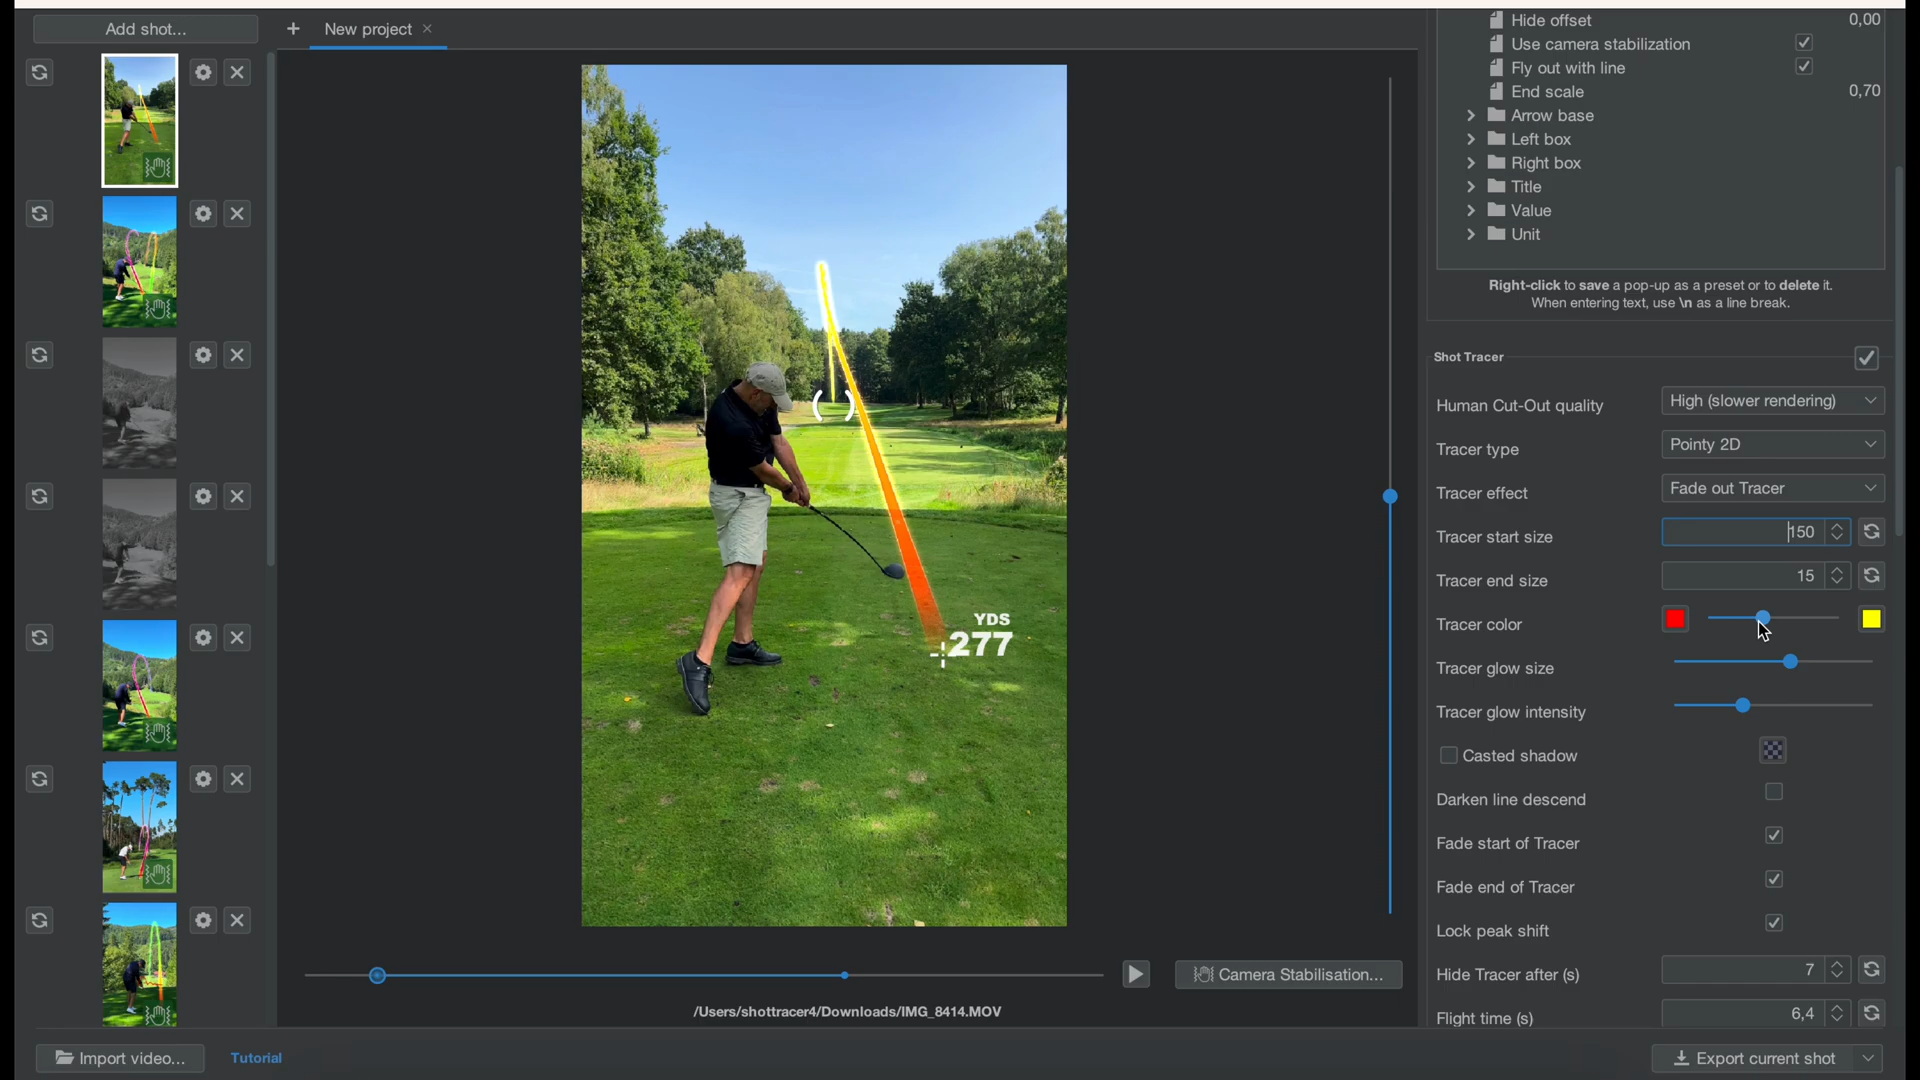 Add shot...
+ New project ×
YDS
277
Camera Stabilisation...
/Users/shottracer4/Downloads/IMG_8414.MOV
Import video...
Tutorial
Hide offset 0,00
Use camera stabilization
Fly out with line
End scale 0,70
Arrow base
Left box
Right box
Title
Value
Unit
Right-click to save a pop-up as a preset or to delete it.
When entering text, use \n as a line break.
Shot Tracer
Human Cut-Out quality High (slower rendering)
Tracer type Pointy 2D
Tracer effect Fade out Tracer
Tracer start size 150
Tracer end size 15
Tracer color
Tracer glow size
Tracer glow intensity
Casted shadow
Darken line descend
Fade start of Tracer
Fade end of Tracer
Lock peak shift
Hide Tracer after (s) 7
Flight time (s) 6,4
Export current shot